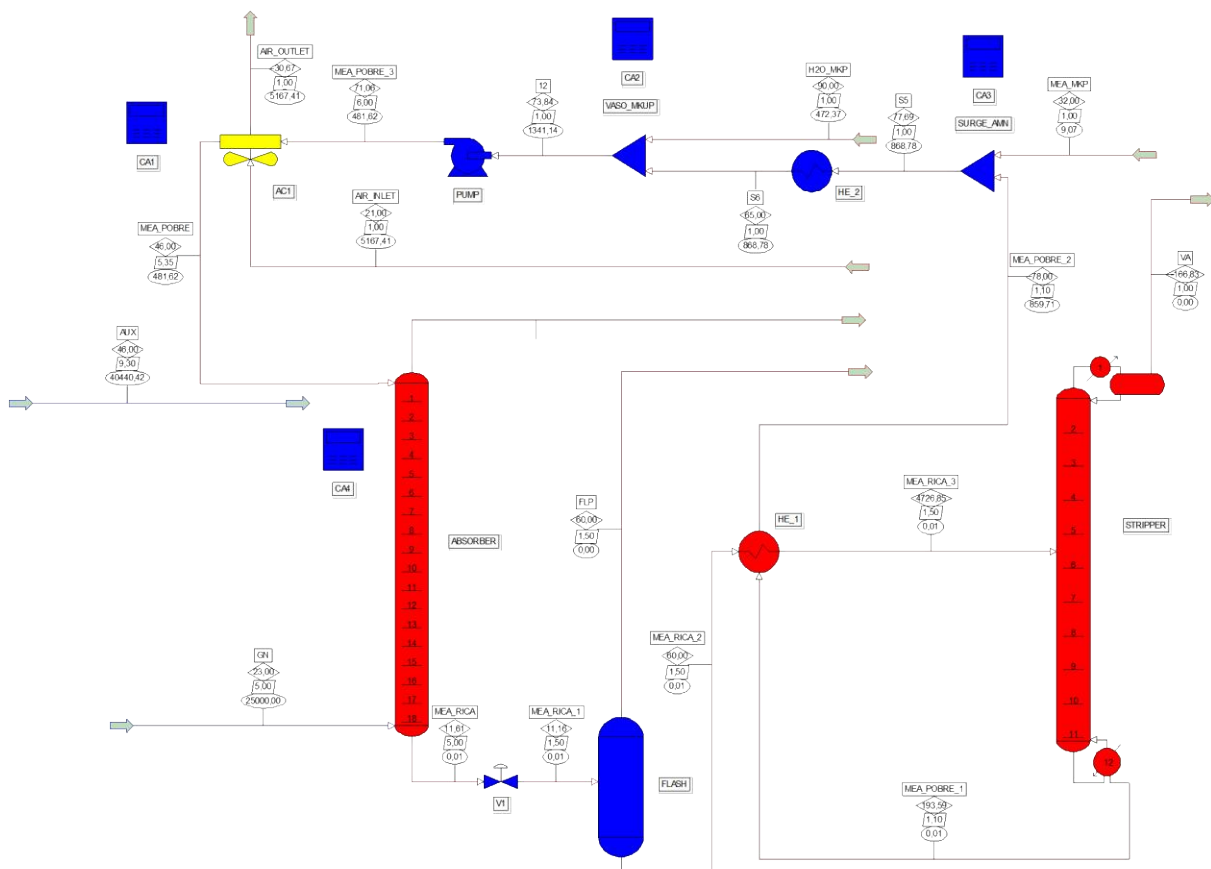 AIR_OUTLET
30,67
1,00
5167,41
MEA_POBRE_3
71,06
6,00
481,62
12
73,84
1,00
1341,14
CA2
VASO_MKUP
H2O_MKP
90,00
1,00
472,37
S5
77,69
1,00
868,78
CA3
SURGE_AMN
MEA_MKP
32,00
1,00
9,07
CA1
AC1
PUMP
HE_2
AIR_INLET
21,00
1,00
5167,41
S6
65,00
1,00
868,78
MEA_POBRE
46,00
5,35
481,62
MEA_POBRE_2
78,00
1,10
859,71
VA
-166,83
1,00
0,00
AUX
46,00
9,30
40440,42
CA4
1
2
3
4
5
6
7
8
9
10
11
12
13
14
15
16
17
18
ABSORBER
FLP
60,00
1,50
0,00
HE_1
MEA_RICA_3
4726,85
1,50
0,01
1
2
3
4
5
6
7
8
9
10
11
T2
STRIPPER
MEA_RICA_2
60,00
1,50
0,01
GN
23,00
5,00
25000,00
MEA_RICA
11,61
5,00
0,01
MEA_RICA_1
11,16
1,50
0,01
V1
FLASH
MEA_POBRE_1
193,59
1,10
0,01